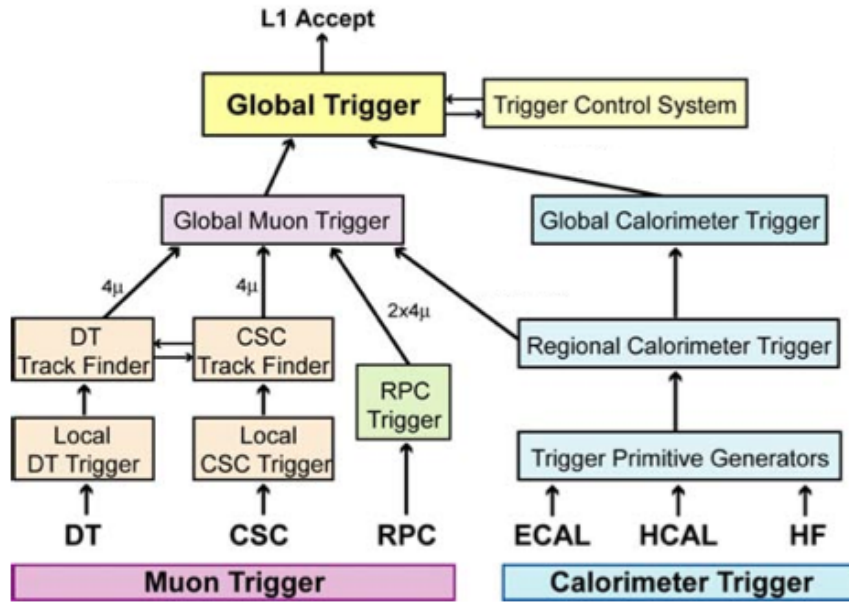 L1 Accept
Global Trigger
Trigger Control System
Global Muon Trigger
Global Calorimeter Trigger
4μ
4μ
2x4μ
DT
Track Finder
CSC
Track Finder
Regional Calorimeter Trigger
RPC
Trigger
Local
DT Trigger
Local
CSC Trigger
Trigger Primitive Generators
DT
CSC
RPC
ECAL
HCAL
HF
Muon Trigger
Calorimeter Trigger